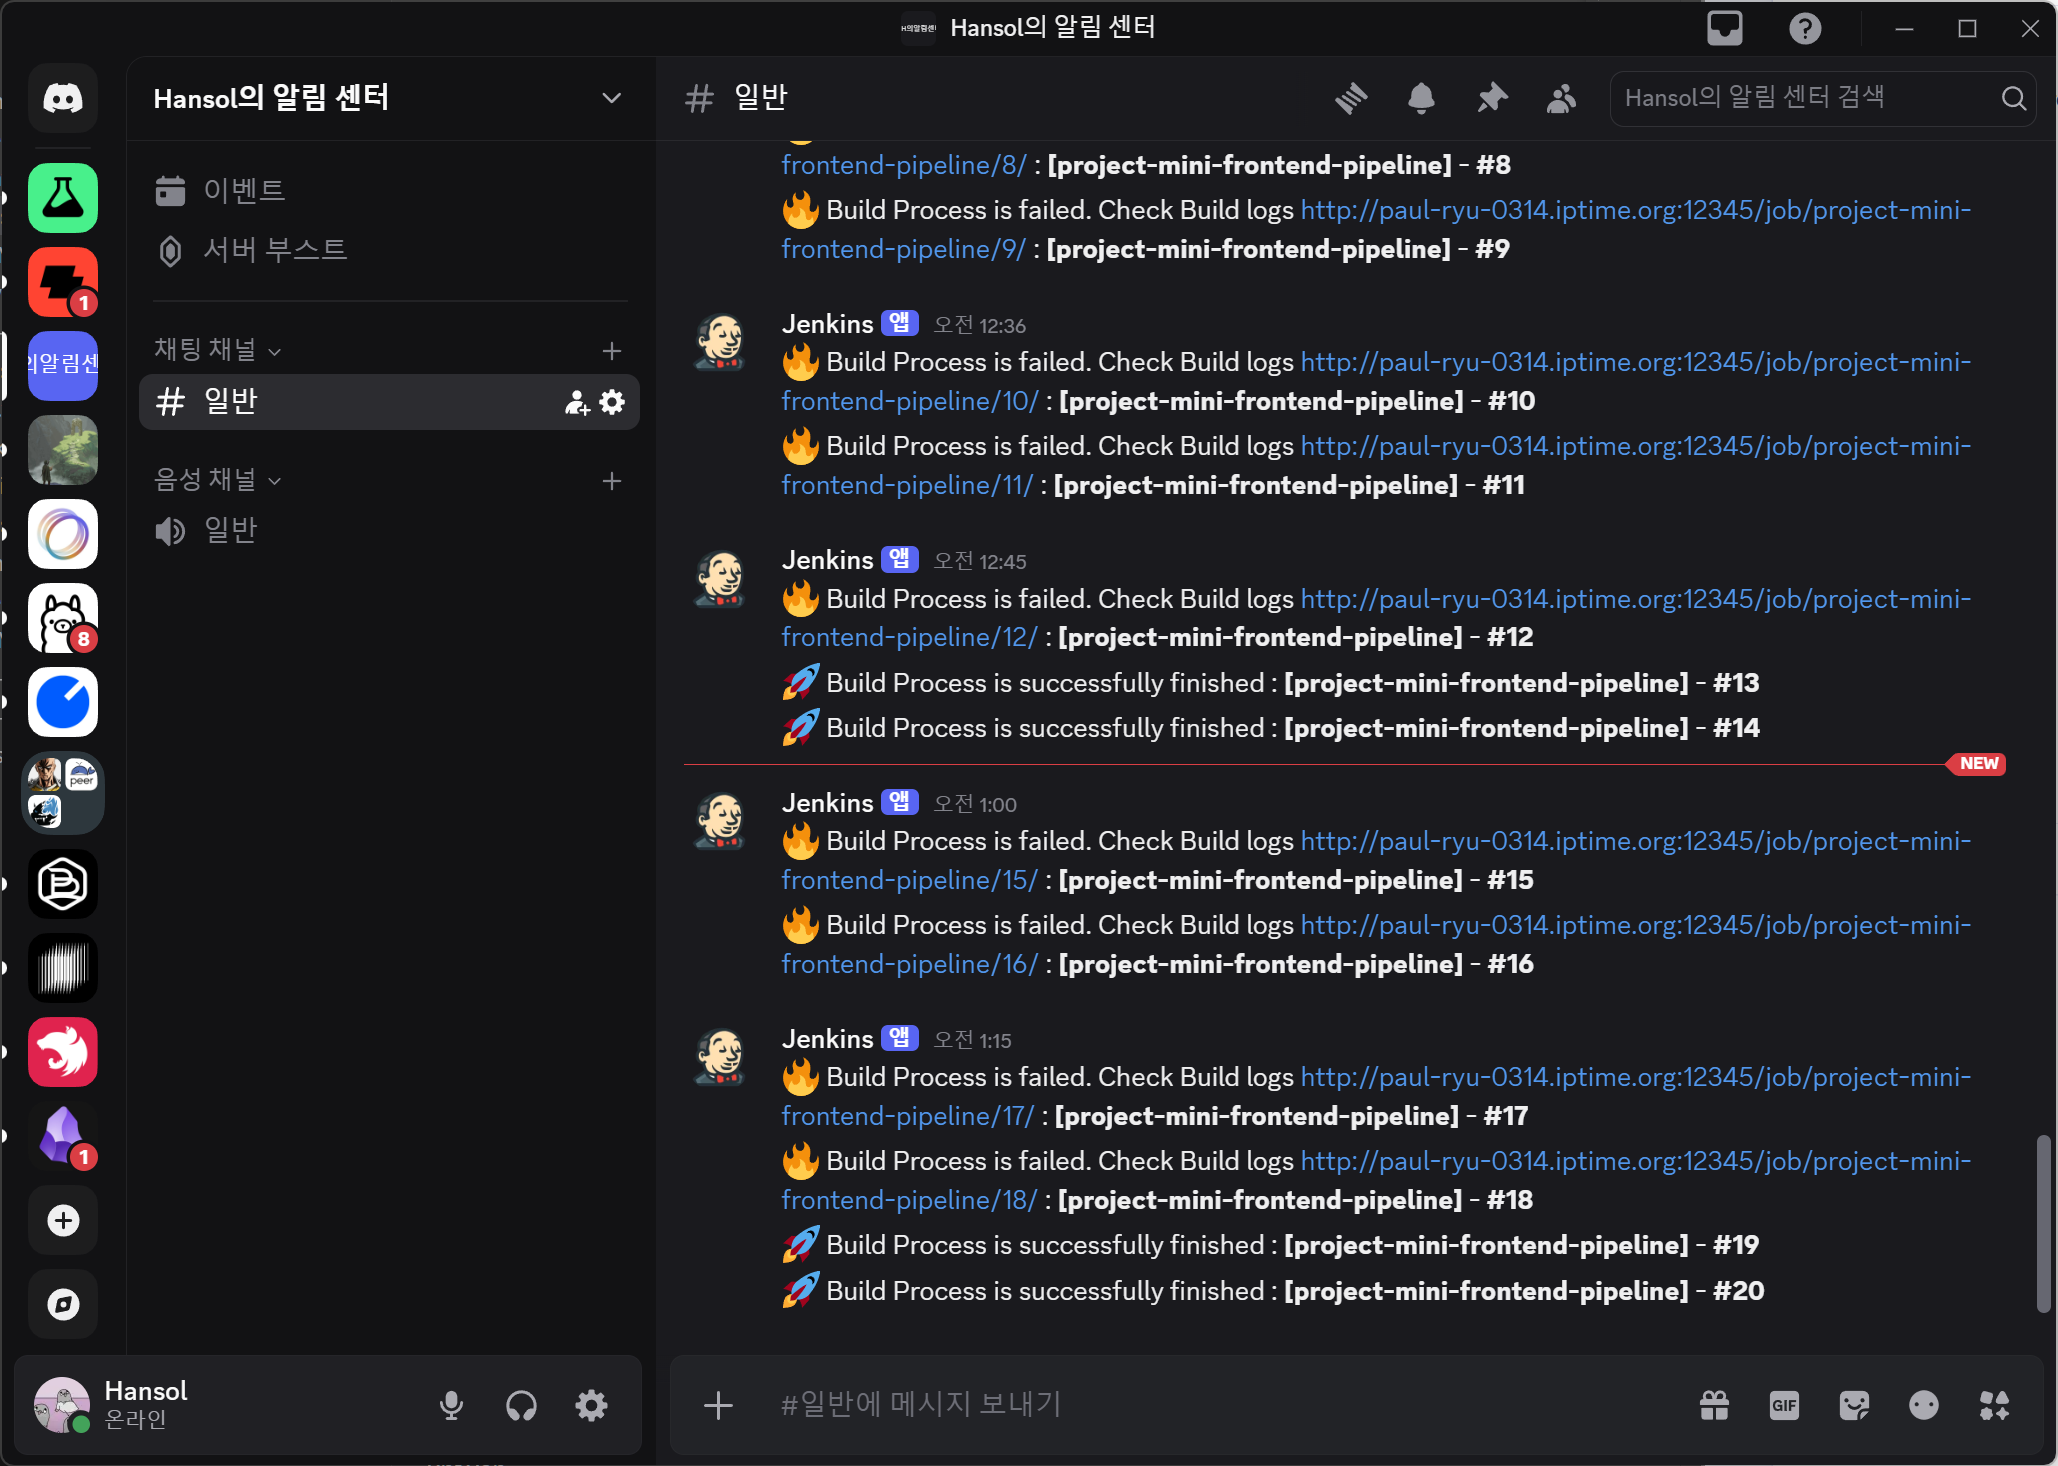 H의알림센
Hansol의 알림 센터
Hansol의 알림 센터
일반
Hansol의 알림 센터 검색
이벤트
서버 부스트
채팅 채널
일반
음성 채널
일반
1
의알림센
8
peer
1
frontend-pipeline/8/ : [project-mini-frontend-pipeline] - #8
Build Process is failed. Check Build logs http://paul-ryu-0314.iptime.org:12345/job/project-mini-
frontend-pipeline/9/ : [project-mini-frontend-pipeline] - #9
Jenkins 앱 오전 12:36
Build Process is failed. Check Build logs http://paul-ryu-0314.iptime.org:12345/job/project-mini-
frontend-pipeline/10/ : [project-mini-frontend-pipeline] - #10
Build Process is failed. Check Build logs http://paul-ryu-0314.iptime.org:12345/job/project-mini-
frontend-pipeline/11/ : [project-mini-frontend-pipeline] - #11
Jenkins 앱 오전 12:45
Build Process is failed. Check Build logs http://paul-ryu-0314.iptime.org:12345/job/project-mini-
frontend-pipeline/12/ : [project-mini-frontend-pipeline] - #12
Build Process is successfully finished : [project-mini-frontend-pipeline] - #13
Build Process is successfully finished : [project-mini-frontend-pipeline] - #14
NEW
Jenkins 앱 오전 1:00
Build Process is failed. Check Build logs http://paul-ryu-0314.iptime.org:12345/job/project-mini-
frontend-pipeline/15/ : [project-mini-frontend-pipeline] - #15
Build Process is failed. Check Build logs http://paul-ryu-0314.iptime.org:12345/job/project-mini-
frontend-pipeline/16/ : [project-mini-frontend-pipeline] - #16
Jenkins 앱 오전 1:15
Build Process is failed. Check Build logs http://paul-ryu-0314.iptime.org:12345/job/project-mini-
frontend-pipeline/17/ : [project-mini-frontend-pipeline] - #17
Build Process is failed. Check Build logs http://paul-ryu-0314.iptime.org:12345/job/project-mini-
frontend-pipeline/18/ : [project-mini-frontend-pipeline] - #18
Build Process is successfully finished : [project-mini-frontend-pipeline] - #19
Build Process is successfully finished : [project-mini-frontend-pipeline] - #20
Hansol
온라인
#일반에 메시지 보내기
GIF